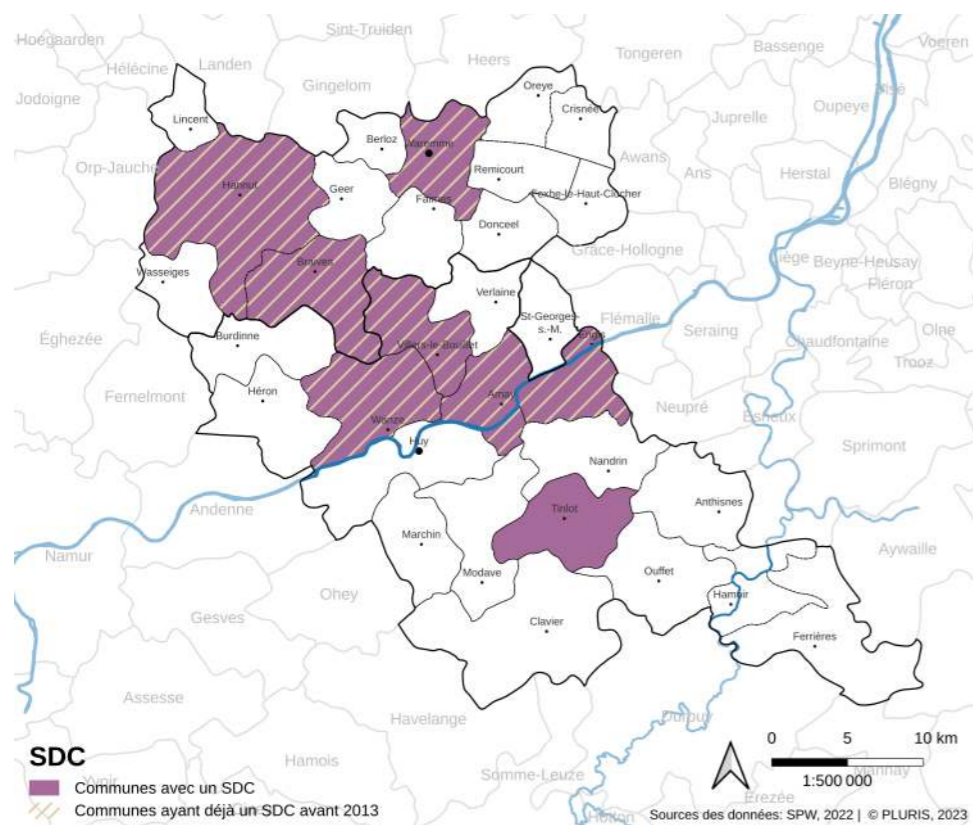 Sint-Truiden
Voeren
Hoegaarden
Bassenge
Tongeren
Heers
Landen
Hélécine
Gingelom
Oreye
Visé
Jodoigne
Oupeye
Crisnée
Juprelle
Lincent
Berloz
Waremme
Awans
Orp-Jauche
Remicourt
Ans
Herstal
Hannut
Geer
Blégny
Fexhe-le-Haut-Clocher
Faimes
Donceel
Grâce-Hollogne
Liège
Beyne-Heusay
Braives
Wasseiges
Fléron
Verlaine
St-Georges-
s.-M.
Flémalle
Seraing
Olne
Burdinne
Engis
Éghezée
Villers-le-Bouillet
Chaudfontaine
Trooz
Héron
Fernelmont
Amay
Neupré
Esneux
Wanze
Huy
Sprimont
Nandrin
Anthisnes
Andenne
Tinlot
Marchin
Aywaille
Namur
Modave
Ouffet
Ohey
Hamoir
Gesves
Clavier
Ferrières
Assesse
Havelange
Durbuy
0 5 10 km
SDC
Hamois
Yvoir
Somme-Leuze
Manhay
1:500 000
Communes avec un SDC
Erezée
Communes ayant déjà un SDC avant 2013
Hotton
Sources des données: SPW, 2022 | © PLURIS, 2023